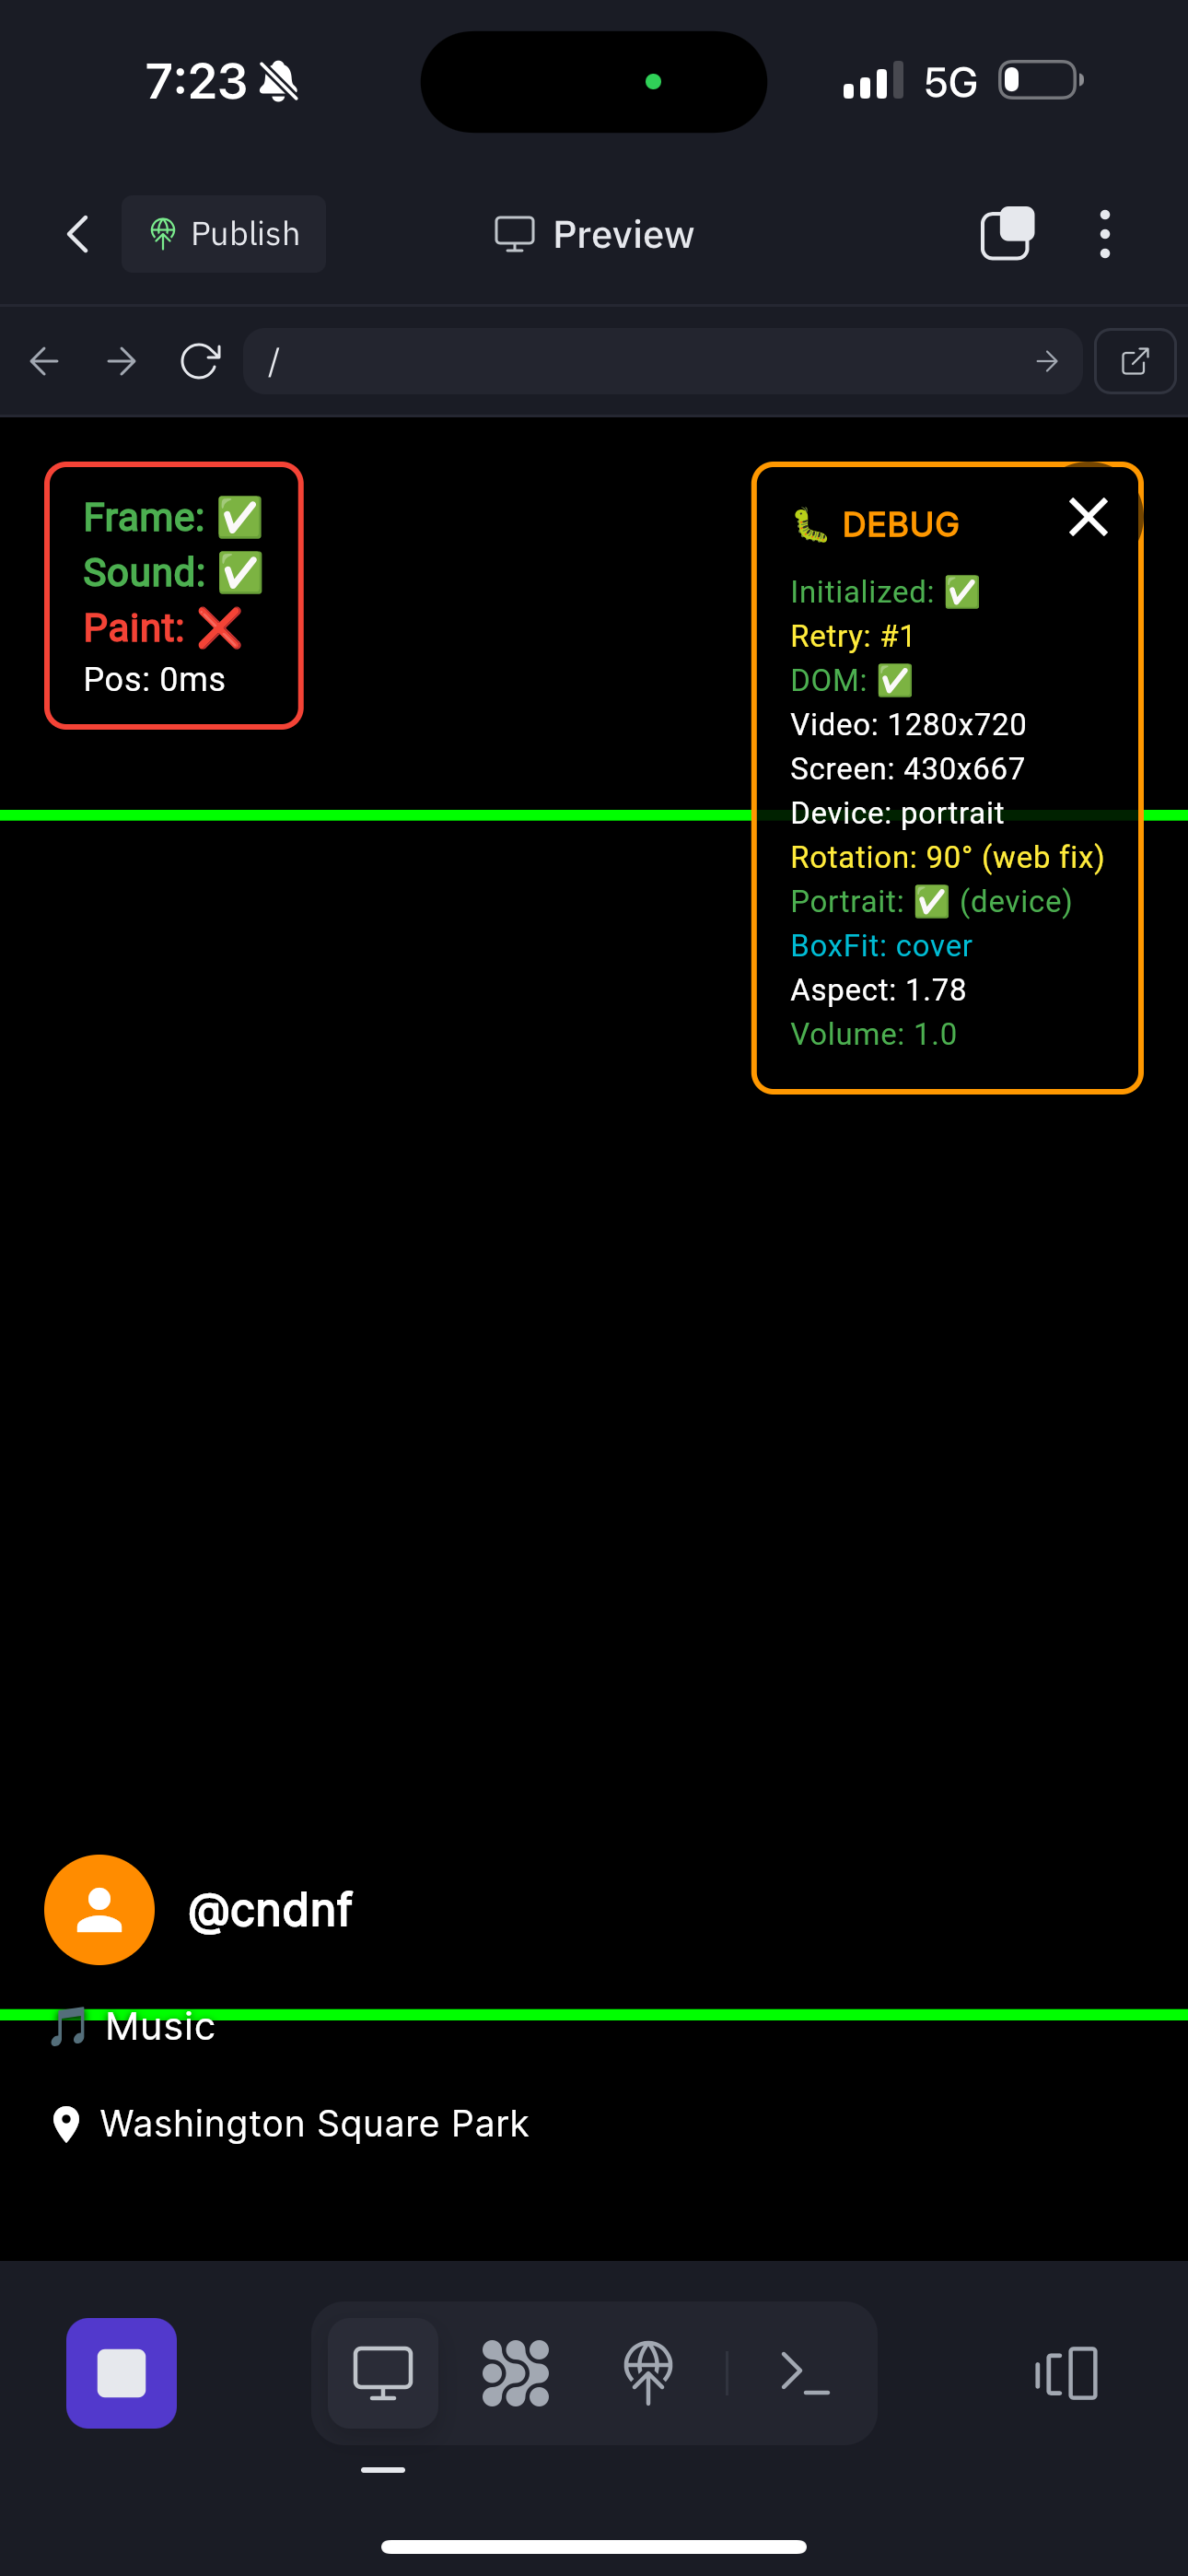 7:23
5G
Publish
Preview
/
Frame: ✅
Sound: ✅
Paint: ❌
Pos: 0ms
🐛 DEBUG
Initialized: ✅
Retry: #1
DOM: ✅
Video: 1280x720
Screen: 430x667
Device: portrait
Rotation: 90° (web fix)
Portrait: ✅ (device)
BoxFit: cover
Aspect: 1.78
Volume: 1.0
@cndnf
🎵 Music
Washington Square Park